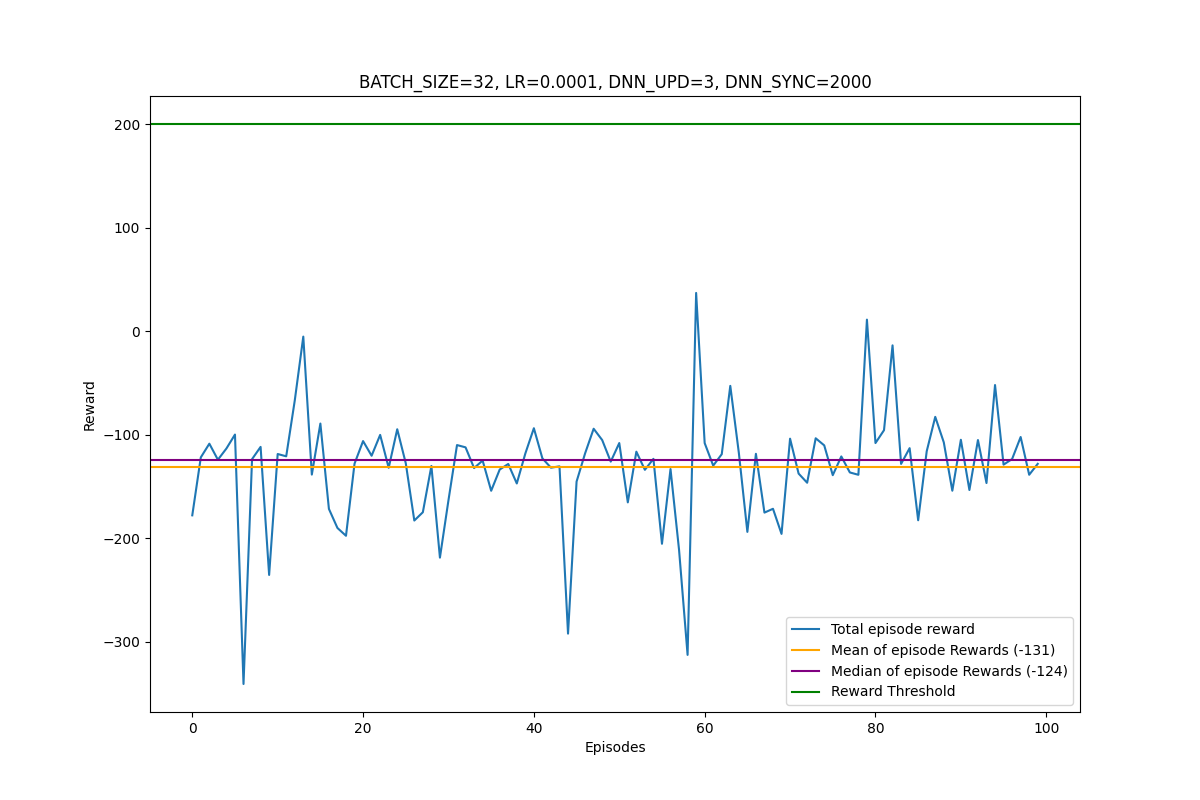 BATCH_SIZE=32, LR=0.0001, DNN_UPD=3, DNN_SYNC=2000
200
100
0
−100
−200
−300
Reward
Total episode reward
Mean of episode Rewards (-131)
Median of episode Rewards (-124)
Reward Threshold
0 20 40 60 80 100
Episodes